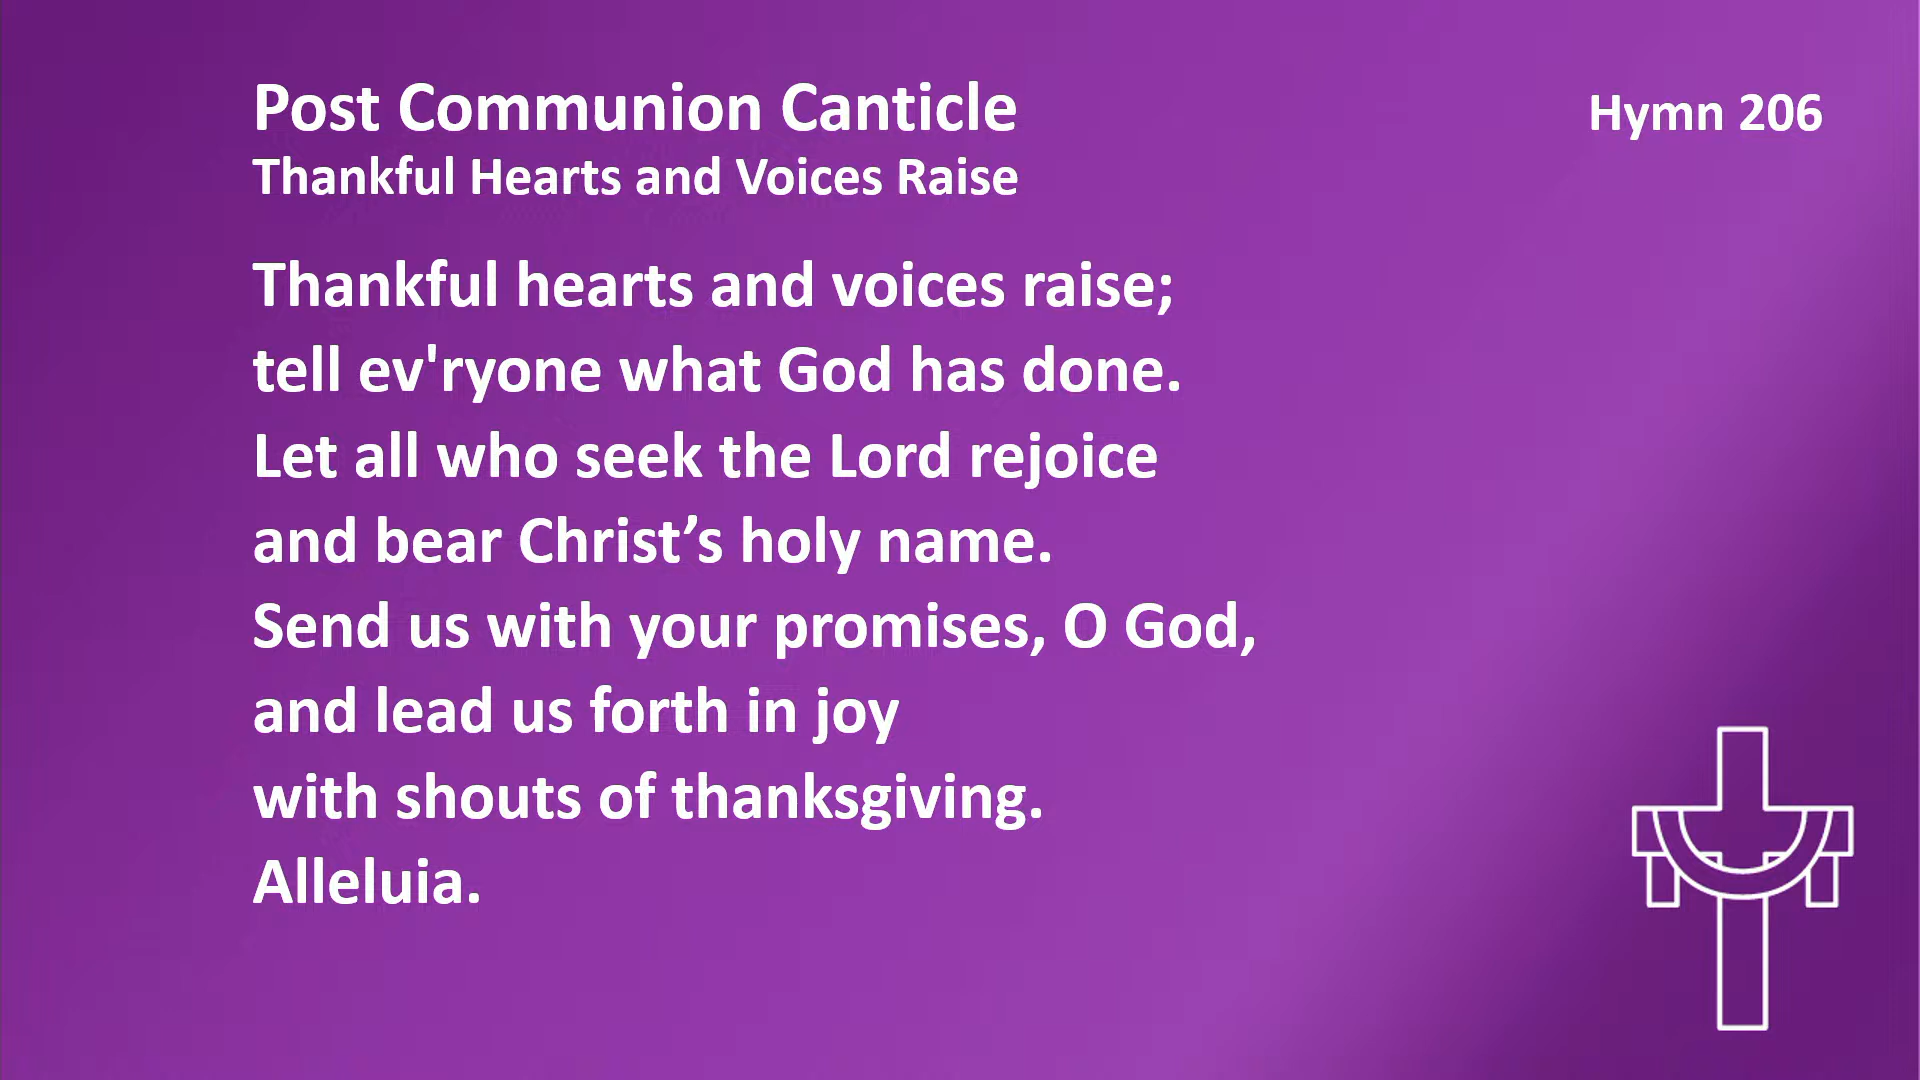 Post Communion Canticle
Hymn 206
Thankful Hearts and Voices Raise
Thankful hearts and voices raise;
tell ev'ryone what God has done.
Let all who seek the Lord rejoice
and bear Christ’s holy name.
Send us with your promises, O God,
and lead us forth in joy
with shouts of thanksgiving.
Alleluia.